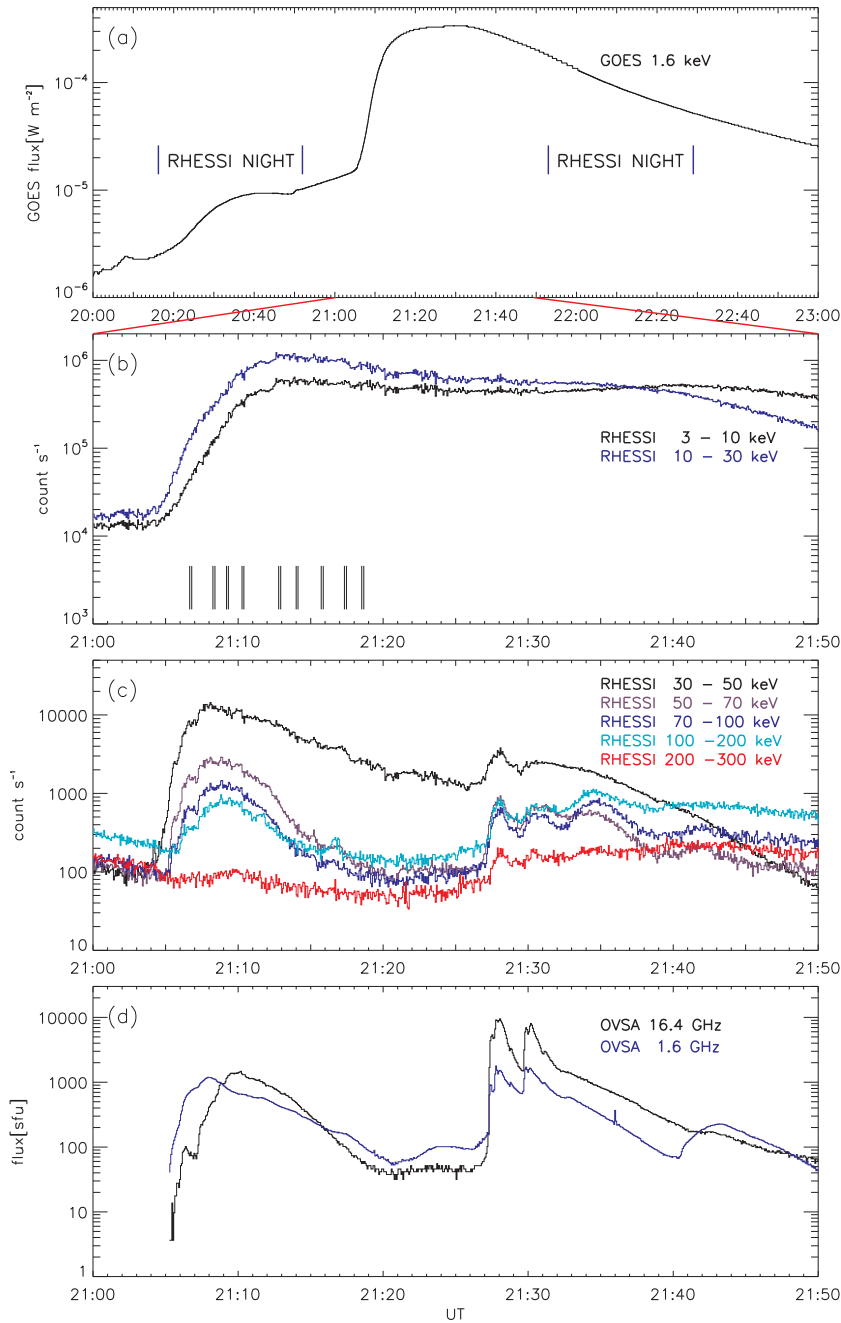 (a)
GOES 1.6 keV
RHESSI NIGHT
RHESSI NIGHT
GOES flux[W m⁻²]
10⁻⁴
10⁻⁵
10⁻⁶
20:00 20:20 20:40 21:00 21:20 21:40 22:00 22:20 22:40 23:00
(b)
RHESSI 3 – 10 keV
RHESSI 10 – 30 keV
count s⁻¹
10⁶
10⁵
10⁴
10³
21:00 21:10 21:20 21:30 21:40 21:50
(c)
RHESSI 30 – 50 keV
RHESSI 50 – 70 keV
RHESSI 70 –100 keV
RHESSI 100 –200 keV
RHESSI 200 –300 keV
count s⁻¹
10000
1000
100
10
21:00 21:10 21:20 21:30 21:40 21:50
(d)
OVSA 16.4 GHz
OVSA 1.6 GHz
flux[sfu]
10000
1000
100
10
1
21:00 21:10 21:20 21:30 21:40 21:50
UT